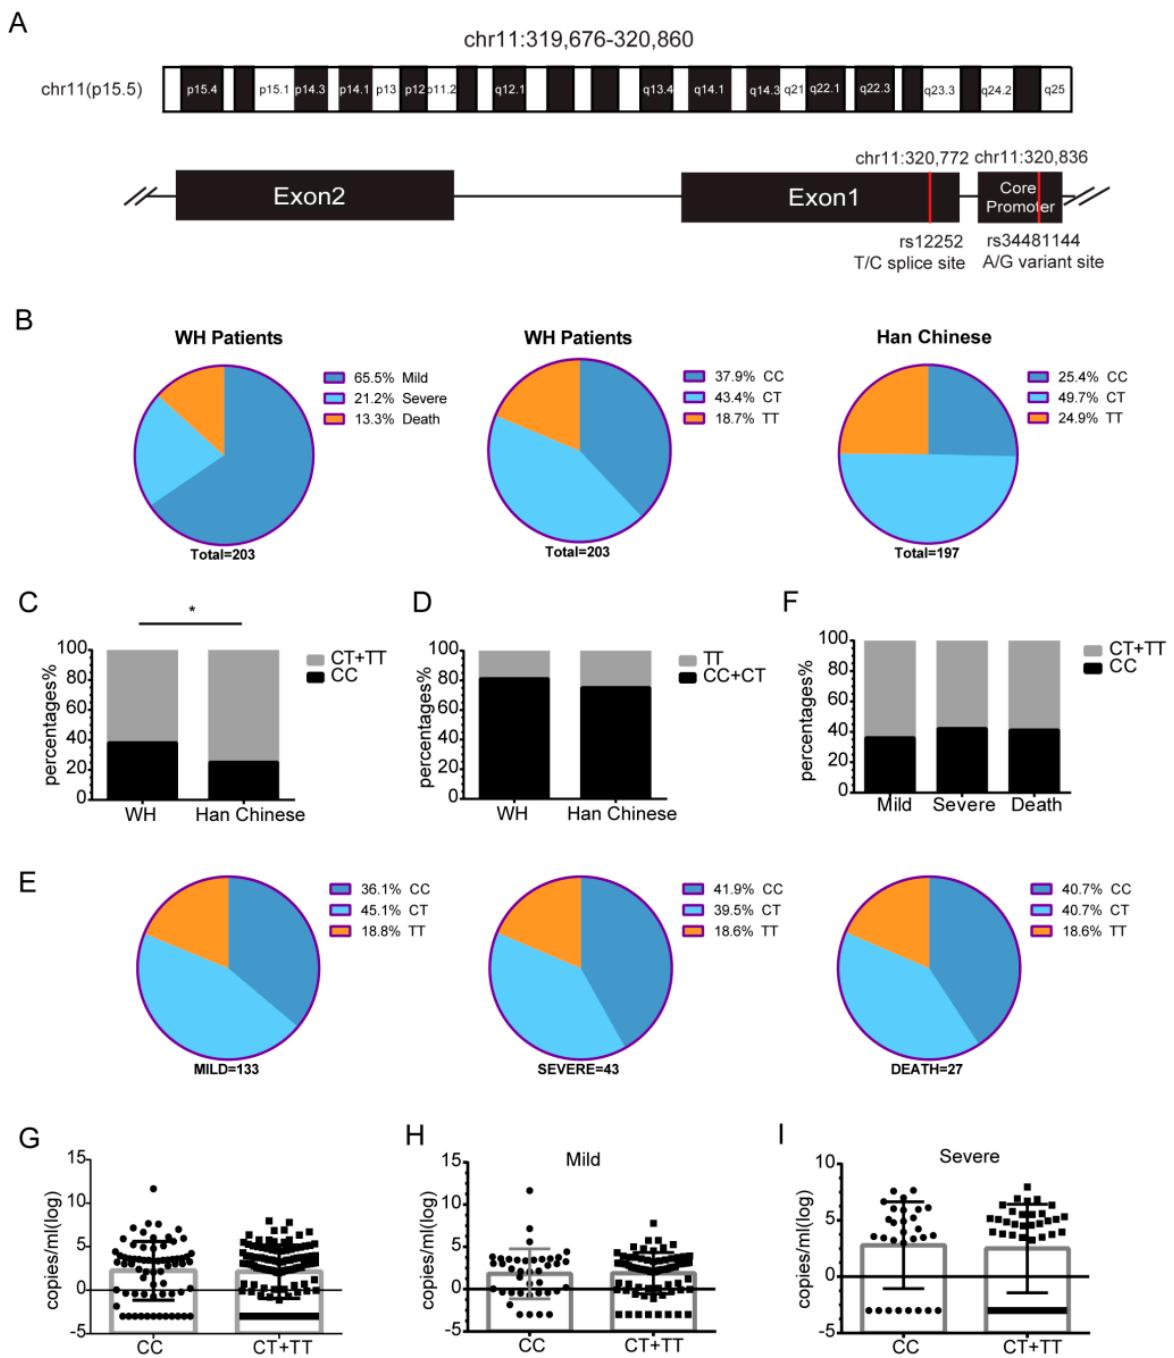 A
chr11:319,676-320,860
chr11(p15.5)
p15.4 p15.1 p14.3 p14.1 p13 p12 p11.2 q12.1 q13.4 q14.1 q14.3 q21 q22.1 q22.3 q23.3 q24.2 q25
chr11:320,772 chr11:320,836
Exon2 Exon1 Core
Promoter
rs12252 rs34481144
T/C splice site A/G variant site
B
WH Patients WH Patients Han Chinese
65.5% Mild 37.9% CC 25.4% CC
21.2% Severe 43.4% CT 49.7% CT
13.3% Death 18.7% TT 24.9% TT
Total=203 Total=203 Total=197
C
*
percentages%
100
80
60
40
20
0
WH Han Chinese
CT+TT
CC
D
percentages%
100
80
60
40
20
0
WH Han Chinese
TT
CC+CT
F
percentages%
100
80
60
40
20
0
Mild Severe Death
CT+TT
CC
E
36.1% CC 41.9% CC 40.7% CC
45.1% CT 39.5% CT 40.7% CT
18.8% TT 18.6% TT 18.6% TT
MILD=133 SEVERE=43 DEATH=27
G
copies/ml(log)
15
10
5
0
-5
CC CT+TT
H
Mild
copies/ml(log)
15
10
5
0
-5
CC CT+TT
I
Severe
copies/ml(log)
10
5
0
-5
CC CT+TT